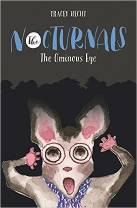 TRACEY HECHT
The
NOCTURNALS
The Ominous Eye